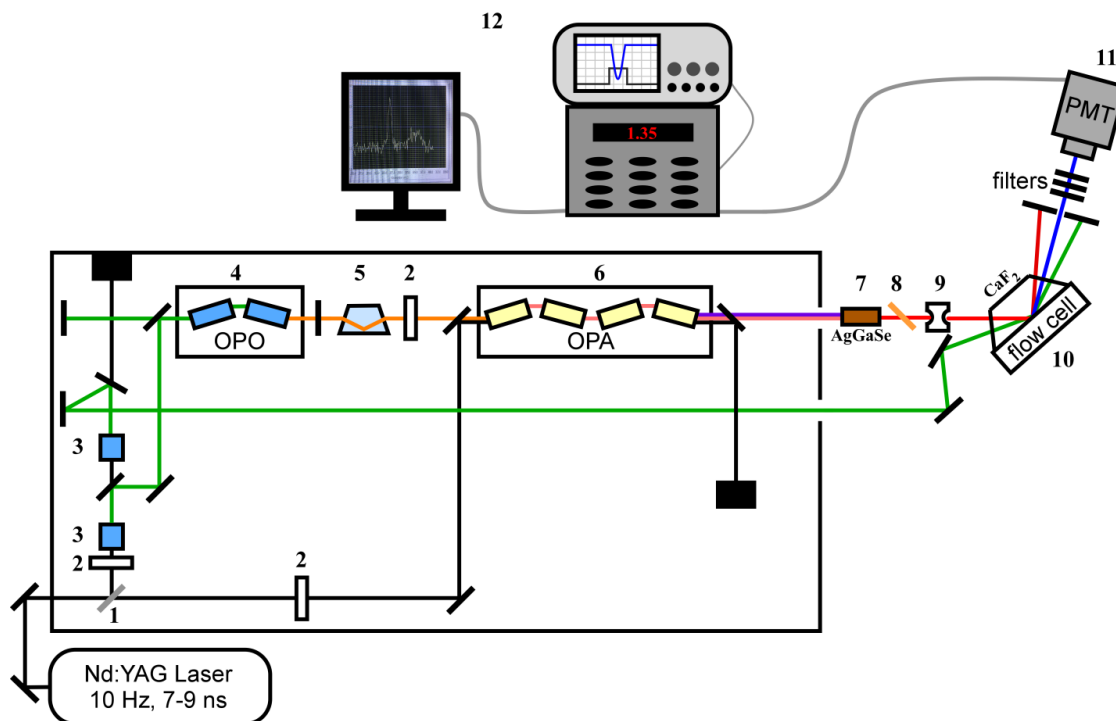 12
11
PMT
1.35
filters
4
5
2
6
7
8
9
CaF2
OPO
OPA
AgGaSe
flow cell
10
3
3
2
2
1
Nd:YAG Laser
10 Hz, 7-9 ns